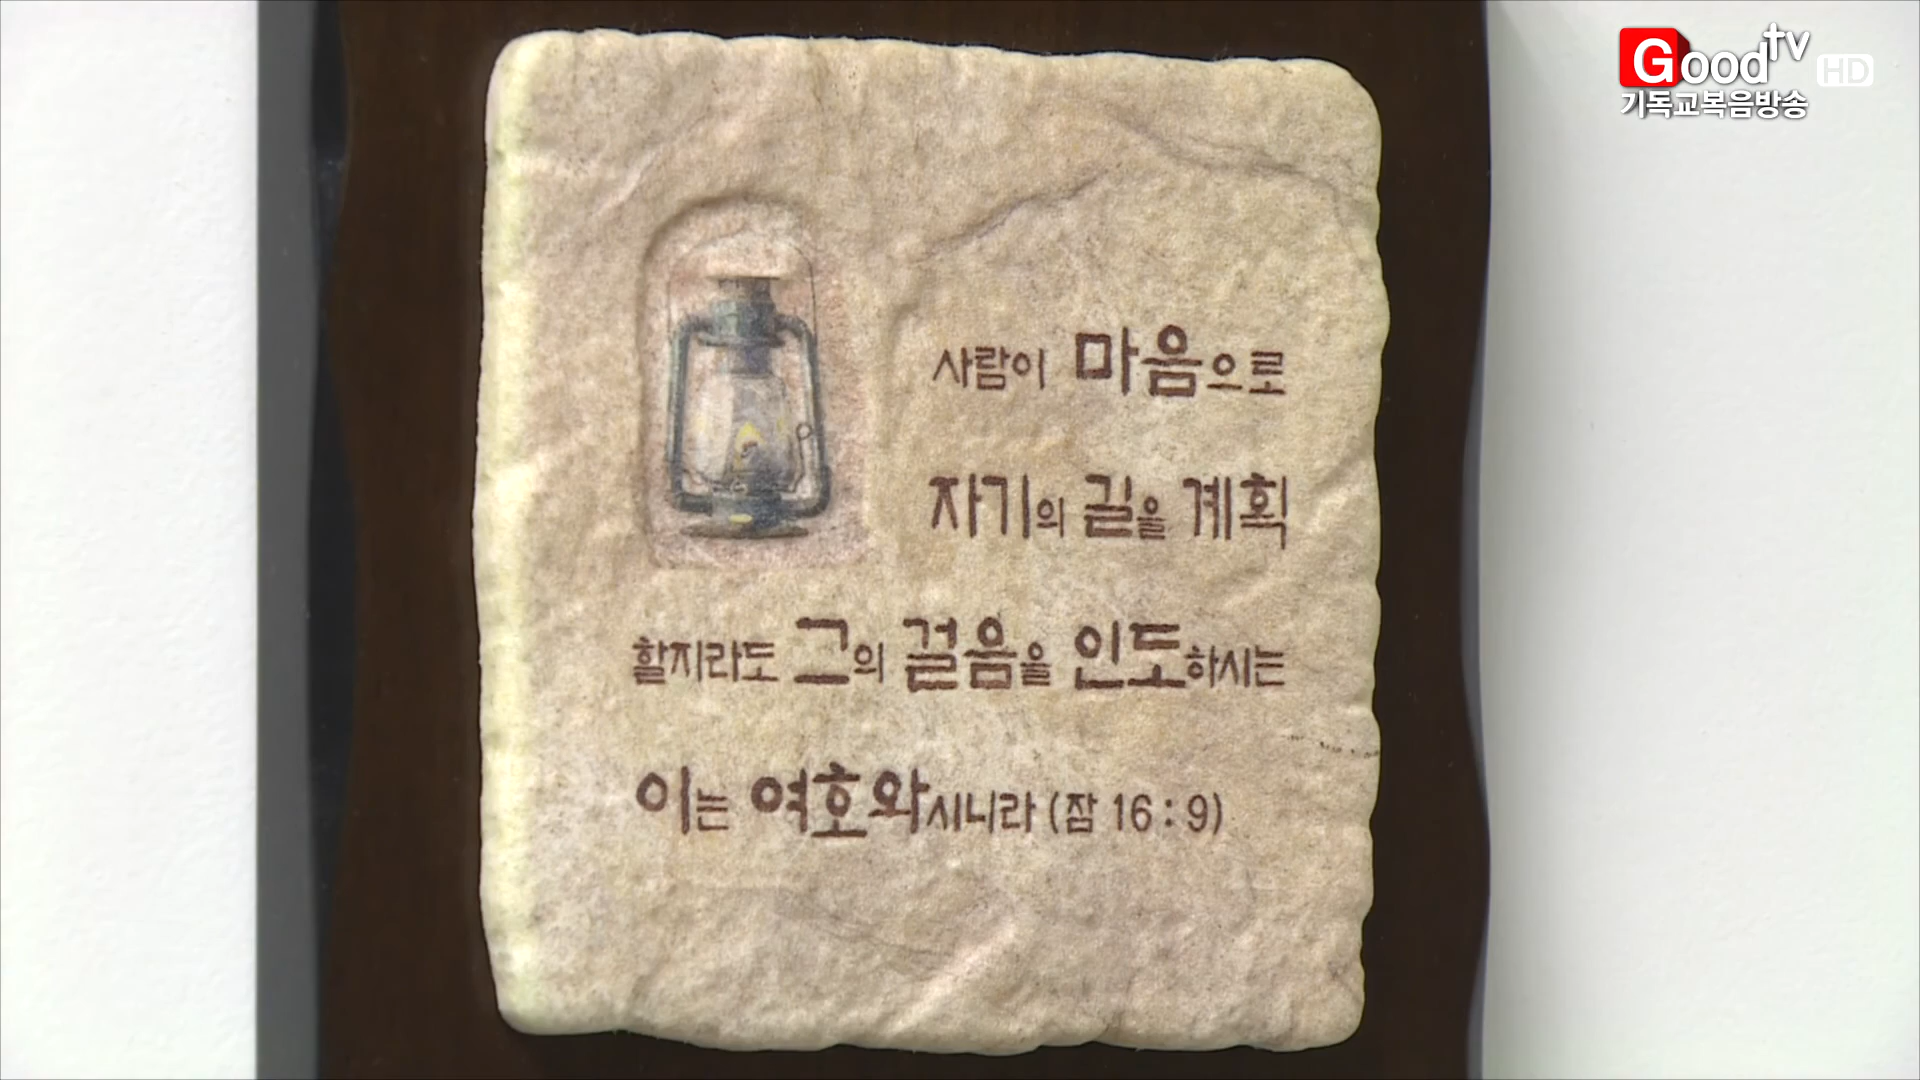 Goodtv HD
기독교복음방송
사람이 마음으로
자기의 길을 계획
할지라도 그의 걸음을 인도하시는
이는 여호와시니라 (잠 16 : 9)